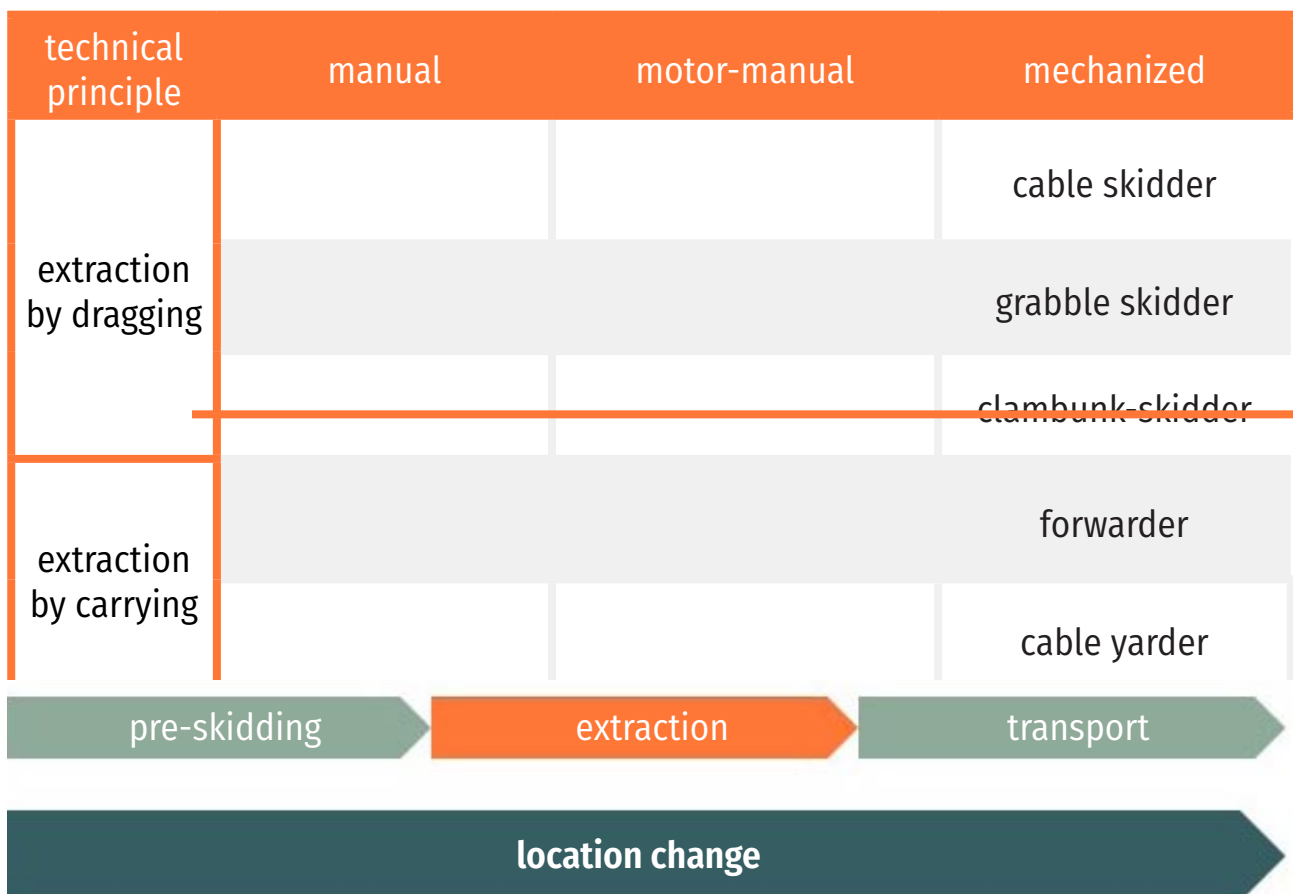 technical
principle
manual
motor-manual
mechanized
cable skidder
extraction
by dragging
grabble skidder
clambunk-skidder
extraction
by carrying
forwarder
cable yarder
pre-skidding
extraction
transport
location change